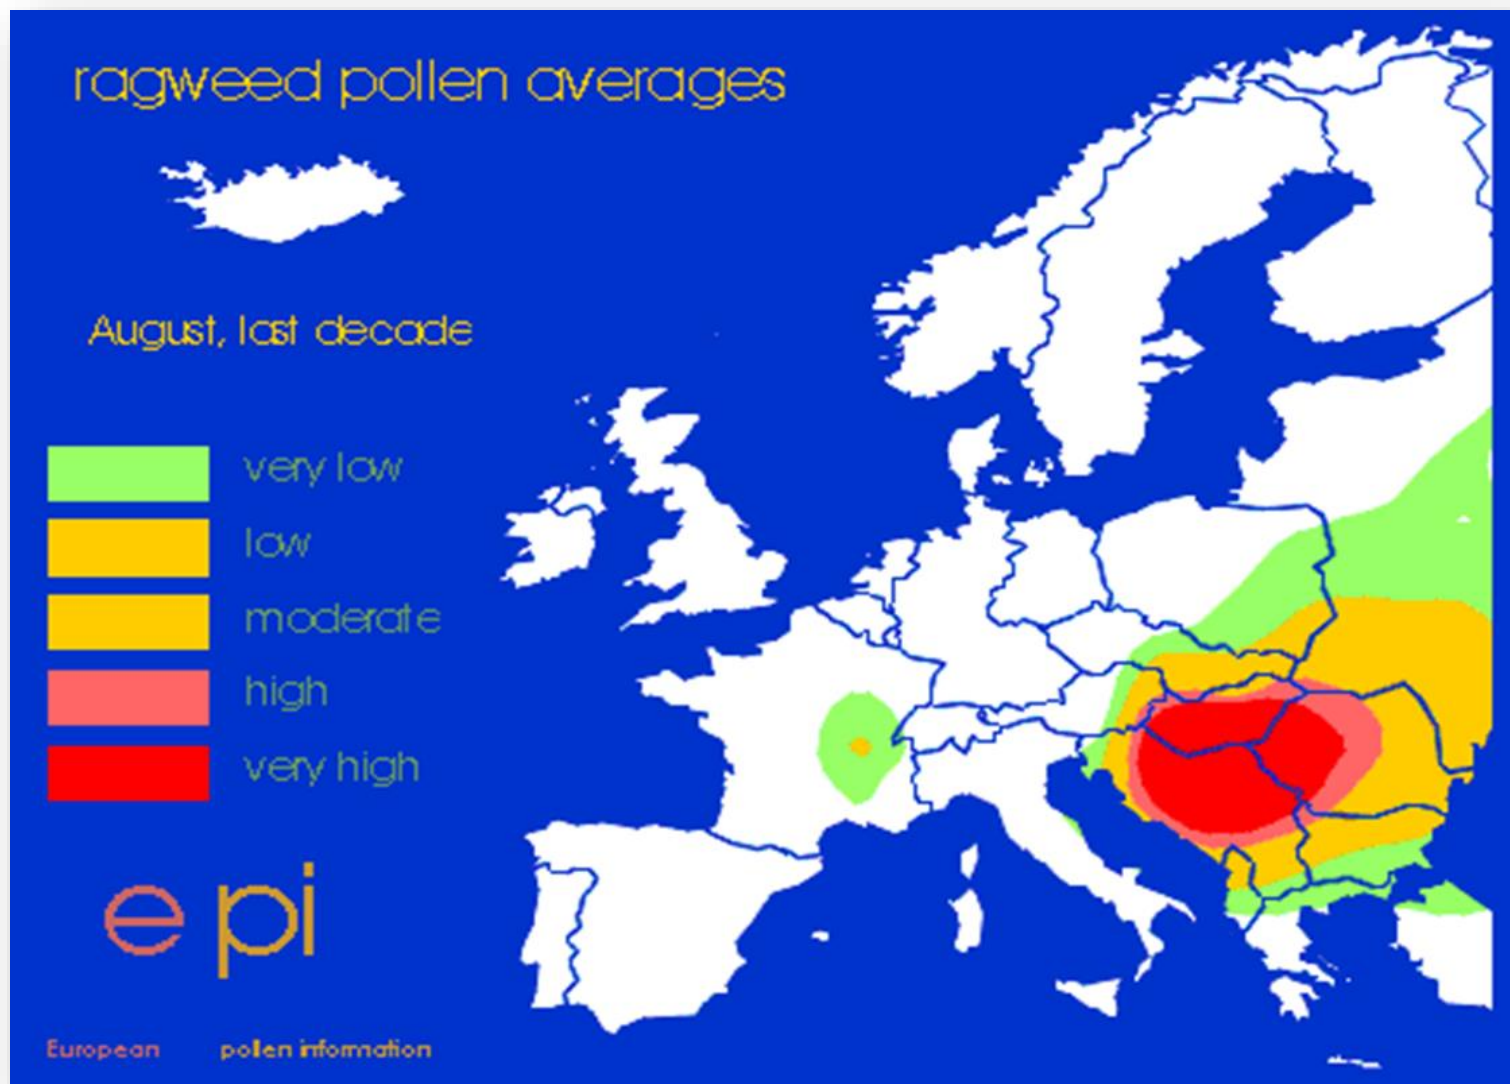 ragweed pollen averages
August, last decade
very low
low
moderate
high
very high
epi
European pollen information